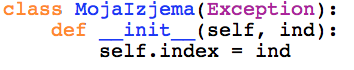 class MojaIzjema(Exception):
    def __init__(self, ind):
        self.index = ind